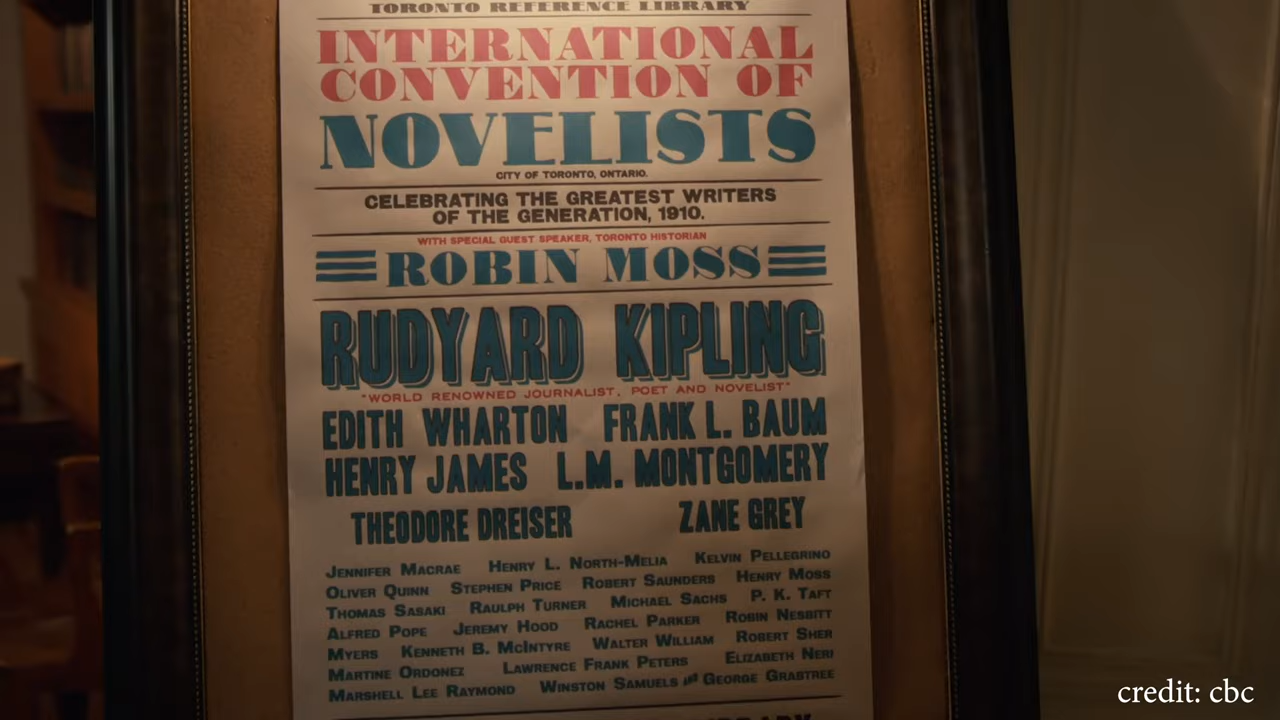 TORONTO REFERENCE LIBRARY
INTERNATIONAL
CONVENTION OF
NOVELISTS
CITY OF TORONTO, ONTARIO.
CELEBRATING THE GREATEST WRITERS
OF THE GENERATION, 1910.
WITH SPECIAL GUEST SPEAKER, TORONTO HISTORIAN
ROBIN MOSS
RUDYARD KIPLING
"WORLD RENOWNED JOURNALIST, POET AND NOVELIST"
EDITH WHARTON FRANK L. BAUM
HENRY JAMES L.M. MONTGOMERY
THEODORE DREISER ZANE GREY
JENNIFER MACRAE HENRY L. NORTH-MELIA KELVIN PELLEGRINO
OLIVER QUINN STEPHEN PRICE ROBERT SAUNDERS HENRY MOSS
THOMAS SASAKI RAULPH TURNER MICHAEL SACHS P. K. TAFT
ALFRED POPE JEREMY HOOD RACHEL PARKER ROBIN NESBITT
MYERS KENNETH B. MCINTYRE WALTER WILLIAM ROBERT SHER
MARTINE ORDONEZ LAWRENCE FRANK PETERS ELIZABETH NERI
MARSHELL LEE RAYMOND WINSTON SAMUELS AND GEORGE GRABTREE
credit: cbc